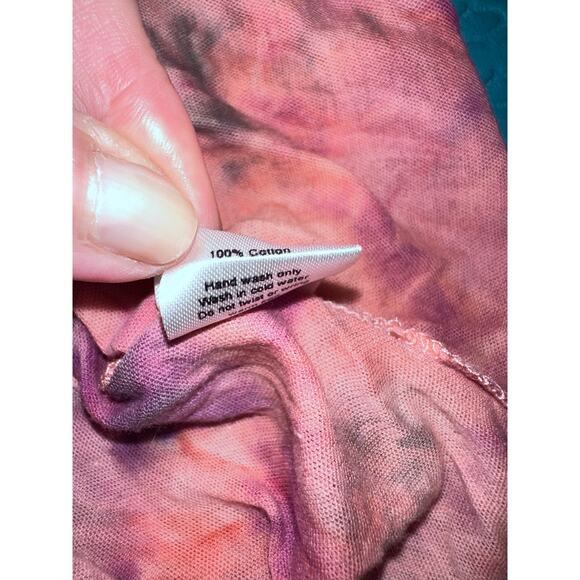 100% Cotton
Hand wash only
Wash in cold water
Do not twist or wring